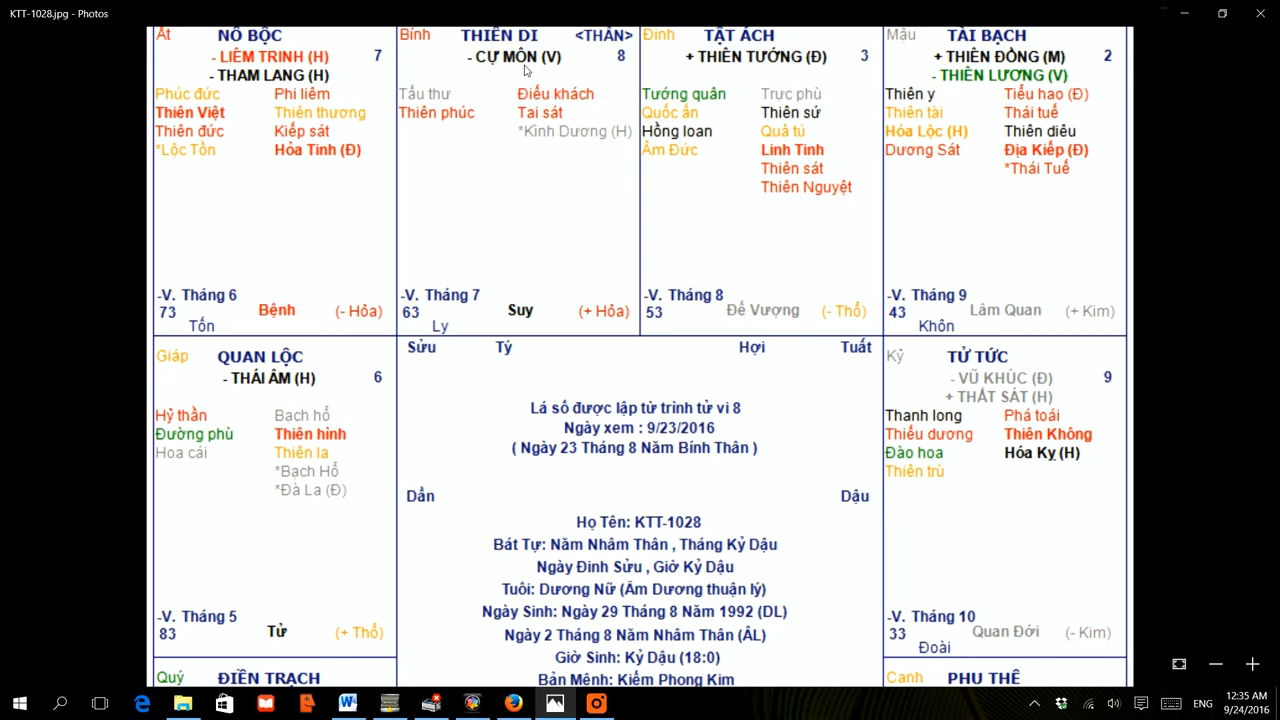 KTT-1028.jpg - Photos
Ất NÔ BỘC
- LIÊM TRINH (H) 7
- THAM LANG (H)
Phúc đức Phi liêm
Thiên Việt Thiên thương
Thiên đức Kiếp sát
*Lộc Tồn Hỏa Tinh (Đ)
-V. Tháng 6
73 Bệnh (- Hỏa)
Tốn
Bính THIÊN DI <THÂN>
- CỰ MÔN (V) 8
Tấu thư Điếu khách
Thiên phúc Tai sát
*Kình Dương (H)
-V. Tháng 7
63 Suy (+ Hỏa)
Ly
Đinh TẬT ÁCH
+ THIÊN TƯỚNG (Đ) 3
Tướng quân Trực phù
Quốc ấn Thiên sứ
Hồng loan Quả tú
Âm Đức Linh Tinh
Thiên sát
Thiên Nguyệt
-V. Tháng 8
53 Đế Vượng (- Thổ)
Mậu TÀI BẠCH
+ THIÊN ĐỒNG (M) 2
- THIÊN LƯƠNG (V)
Thiên y Tiểu hao (Đ)
Thiên tài Thái tuế
Hóa Lộc (H) Thiên diêu
Dương Sát Địa Kiếp (Đ)
*Thái Tuế
-V. Tháng 9
43 Lâm Quan (+ Kim)
Khôn
Giáp QUAN LỘC
- THÁI ÂM (H) 6
Hỷ thần Bạch hổ
Đường phù Thiên hình
Hoa cái Thiên la
*Bạch Hổ
*Đà La (Đ)
-V. Tháng 5
83 Tử (+ Thổ)
Sửu Tý Hợi Tuất
Lá số được lập từ trình tử vi 8
Ngày xem : 9/23/2016
( Ngày 23 Tháng 8 Năm Bính Thân )
Dần Dậu
Họ Tên: KTT-1028
Bát Tự: Năm Nhâm Thân , Tháng Kỷ Dậu
Ngày Đinh Sửu , Giờ Kỷ Dậu
Tuổi: Dương Nữ (Âm Dương thuận lý)
Ngày Sinh: Ngày 29 Tháng 8 Năm 1992 (DL)
Ngày 2 Tháng 8 Năm Nhâm Thân (ÂL)
Giờ Sinh: Kỷ Dậu (18:0)
Bản Mệnh: Kiếm Phong Kim
Kỷ TỬ TỨC
- VŨ KHÚC (Đ) 9
+ THẤT SÁT (H)
Thanh long Phá toái
Thiếu dương Thiên Không
Đào hoa Hóa Kỵ (H)
Thiên trù
-V. Tháng 10
33 Quan Đới (- Kim)
Đoài
Quý ĐIỀN TRẠCH
Canh PHU THÊ
ENG 12:35 AM
9/24/2016